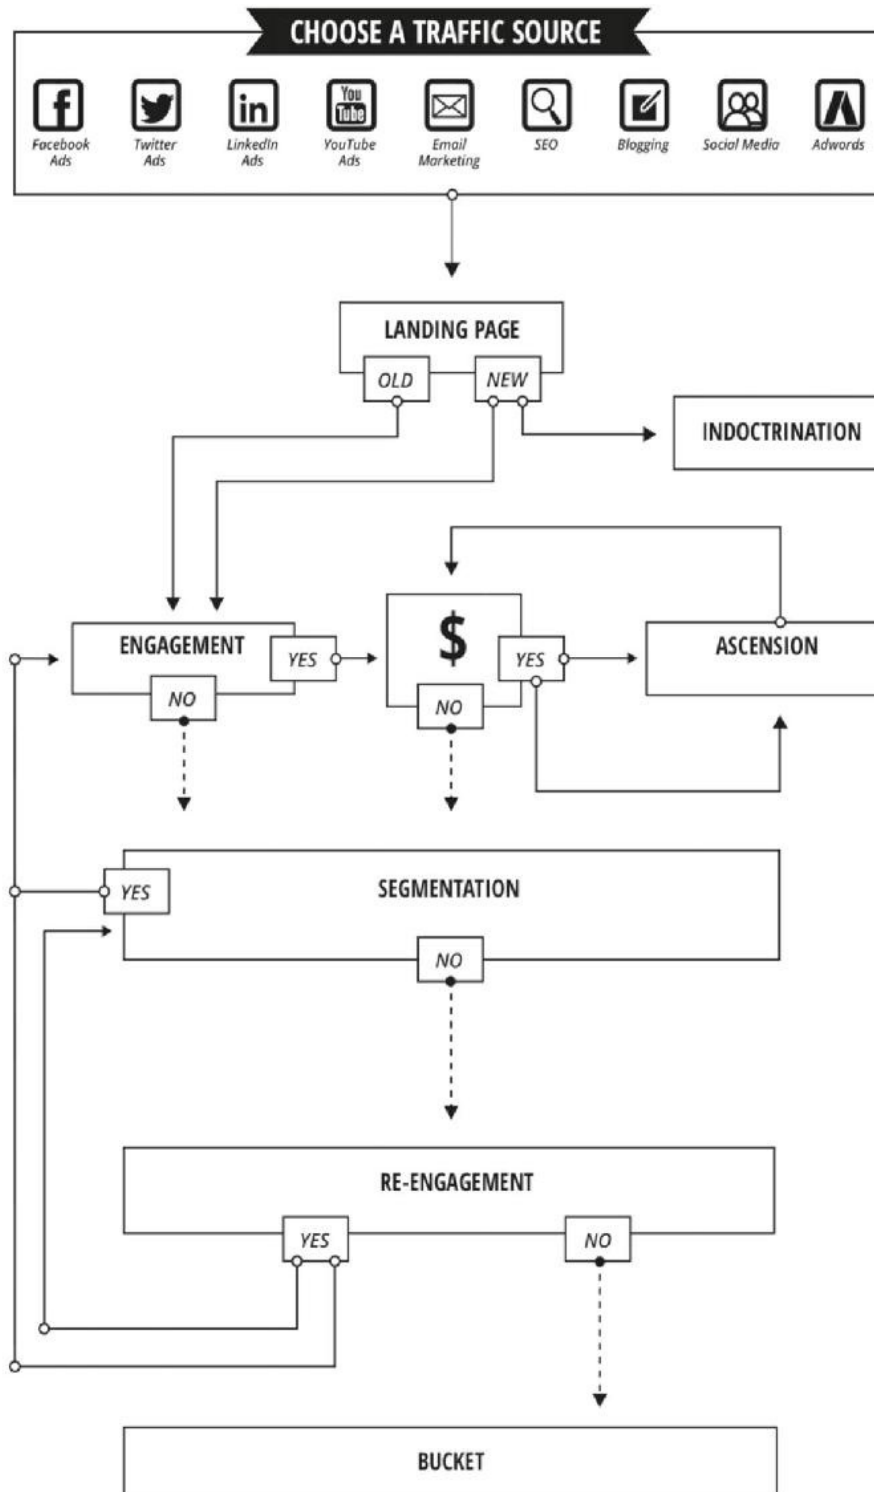 CHOOSE A TRAFFIC SOURCE
f
in
You
Tube
Facebook
Ads
Twitter
Ads
LinkedIn
Ads
YouTube
Ads
Email
Marketing
SEO
Blogging
Social Media
Adwords
LANDING PAGE
OLD
NEW
INDOCTRINATION
ENGAGEMENT
YES
NO
$
YES
NO
ASCENSION
SEGMENTATION
YES
NO
RE-ENGAGEMENT
YES
NO
BUCKET